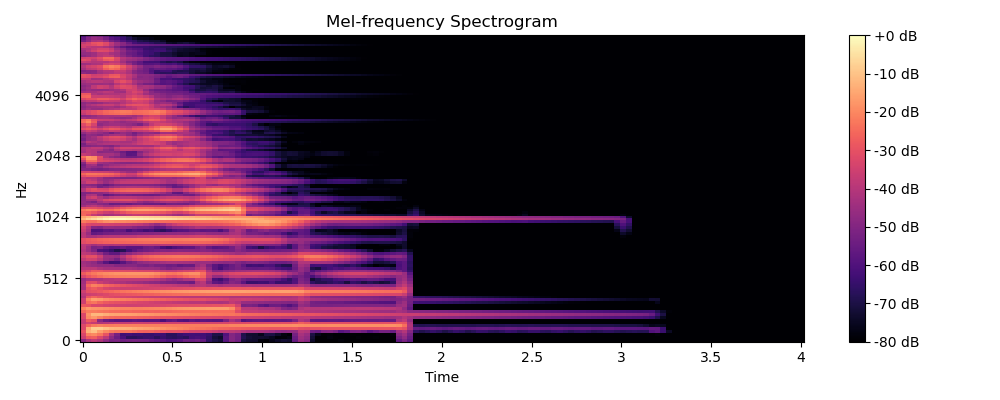 Mel-frequency Spectrogram
Hz
4096
2048
1024
512
0
0 0.5 1 1.5 2 2.5 3 3.5 4
Time
+0 dB
-10 dB
-20 dB
-30 dB
-40 dB
-50 dB
-60 dB
-70 dB
-80 dB